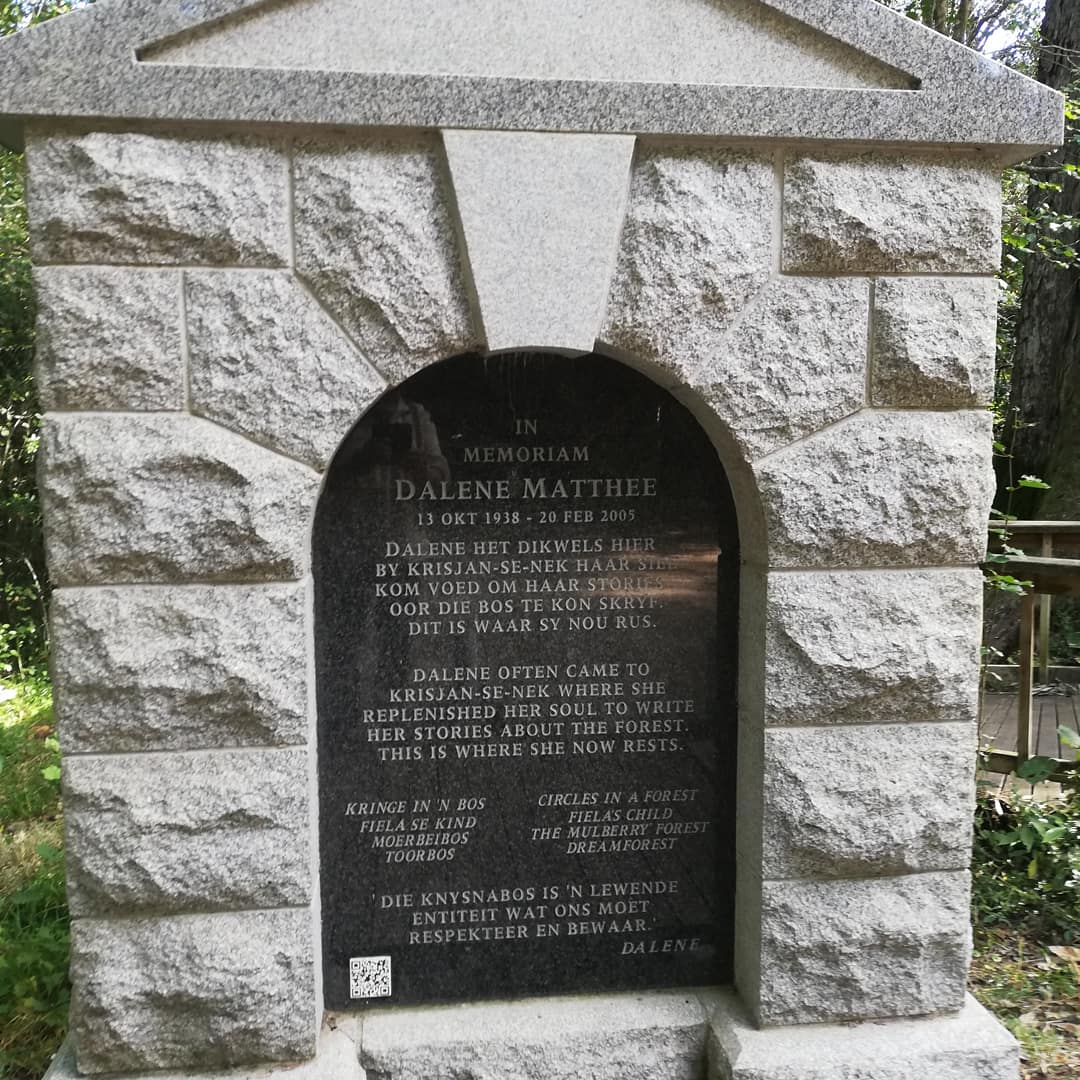 IN
MEMORIAM
DALENE MATTHEE
13 OKT 1938 - 20 FEB 2005
DALENE HET DIKWELS HIER
BY KRISJAN-SE-NEK HAAR SIEL
KOM VOED OM HAAR STORIES
OOR DIE BOS TE KON SKRYF.
DIT IS WAAR SY NOU RUS.
DALENE OFTEN CAME TO
KRISJAN-SE-NEK WHERE SHE
REPLENISHED HER SOUL TO WRITE
HER STORIES ABOUT THE FOREST.
THIS IS WHERE SHE NOW RESTS.
KRINGE IN 'N BOS
FIELA SE KIND
MOERBEIBOS
TOORBOS
CIRCLES IN A FOREST
FIELA'S CHILD
THE MULBERRY FOREST
DREAMFOREST
'DIE KNYSNABOS IS 'N LEWENDE
ENTITEIT WAT ONS MOET
RESPEKTEER EN BEWAAR.'
DALENE